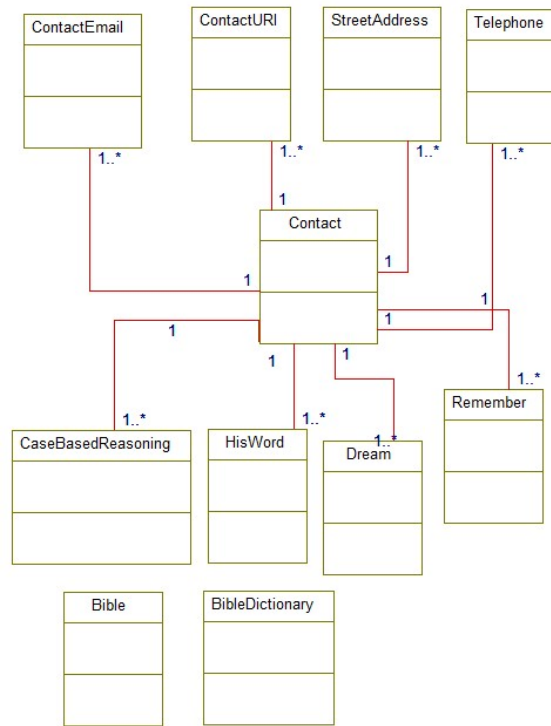 ContactEmail
ContactURI
StreetAddress
Telephone
1..*
1..*
1..*
1..*
1
Contact
1
1
1
1
1
1
1
1..*
1..*
1..*
1..*
CaseBasedReasoning
HisWord
Dream
Remember
Bible
BibleDictionary